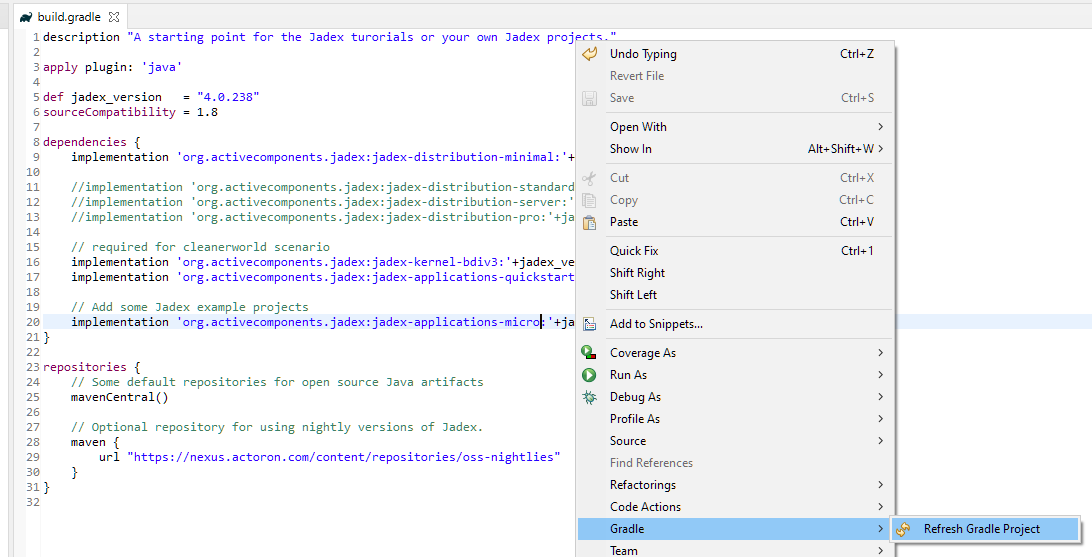 build.gradle
1 description "A starting point for the Jadex turorials or your own Jadex projects."
2
3 apply plugin: 'java'
4
5 def jadex_version   = "4.0.238"
6 sourceCompatibility = 1.8
7
8 dependencies {
9     implementation 'org.activecomponents.jadex:jadex-distribution-minimal:'+
10
11     //implementation 'org.activecomponents.jadex:jadex-distribution-standard
12     //implementation 'org.activecomponents.jadex:jadex-distribution-server:'
13     //implementation 'org.activecomponents.jadex:jadex-distribution-pro:'+ja
14
15     // required for cleanerworld scenario
16     implementation 'org.activecomponents.jadex:jadex-kernel-bdiv3:'+jadex_ve
17     implementation 'org.activecomponents.jadex:jadex-applications-quickstart
18
19     // Add some Jadex example projects
20     implementation 'org.activecomponents.jadex:jadex-applications-micro:'+ja
21 }
22
23 repositories {
24     // Some default repositories for open source Java artifacts
25     mavenCentral()
26
27     // Optional repository for using nightly versions of Jadex.
28     maven {
29         url "https://nexus.actoron.com/content/repositories/oss-nightlies"
30     }
31 }
32
Undo Typing Ctrl+Z
Revert File
Save Ctrl+S
Open With
Show In Alt+Shift+W
Cut Ctrl+X
Copy Ctrl+C
Paste Ctrl+V
Quick Fix Ctrl+1
Shift Right
Shift Left
Add to Snippets...
Coverage As
Run As
Debug As
Profile As
Source
Find References
Refactorings
Code Actions
Gradle
Refresh Gradle Project
Team